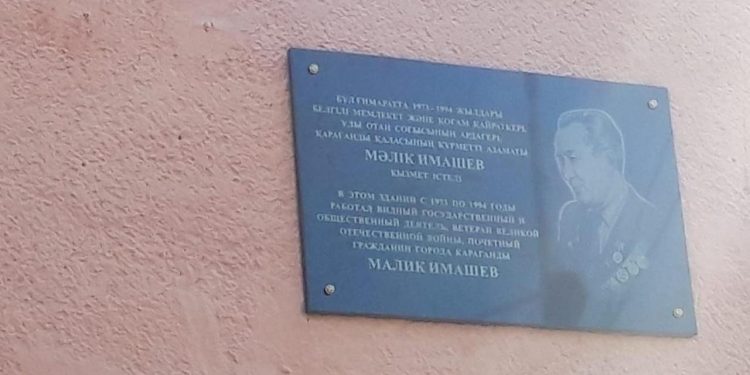 БҰЛ ҒИМАРАТТА 1973-1994 ЖЫЛДАРЫ
БЕЛГІЛІ МЕМЛЕКЕТ ЖӘНЕ ҚОҒАМ ҚАЙРАТКЕРІ,
ҰЛЫ ОТАН СОҒЫСЫНЫҢ АРДАГЕРІ,
ҚАРАҒАНДЫ ҚАЛАСЫНЫҢ ҚҰРМЕТТІ АЗАМАТЫ
МӘЛІК ИМАШЕВ
ҚЫЗМЕТ ІСТЕДІ
В ЭТОМ ЗДАНИИ С 1973 ПО 1994 ГОДЫ
РАБОТАЛ ВИДНЫЙ ГОСУДАРСТВЕННЫЙ И
ОБЩЕСТВЕННЫЙ ДЕЯТЕЛЬ, ВЕТЕРАН ВЕЛИКОЙ
ОТЕЧЕСТВЕННОЙ ВОЙНЫ, ПОЧЕТНЫЙ
ГРАЖДАНИН ГОРОДА КАРАГАНДЫ
МАЛИК ИМАШЕВ